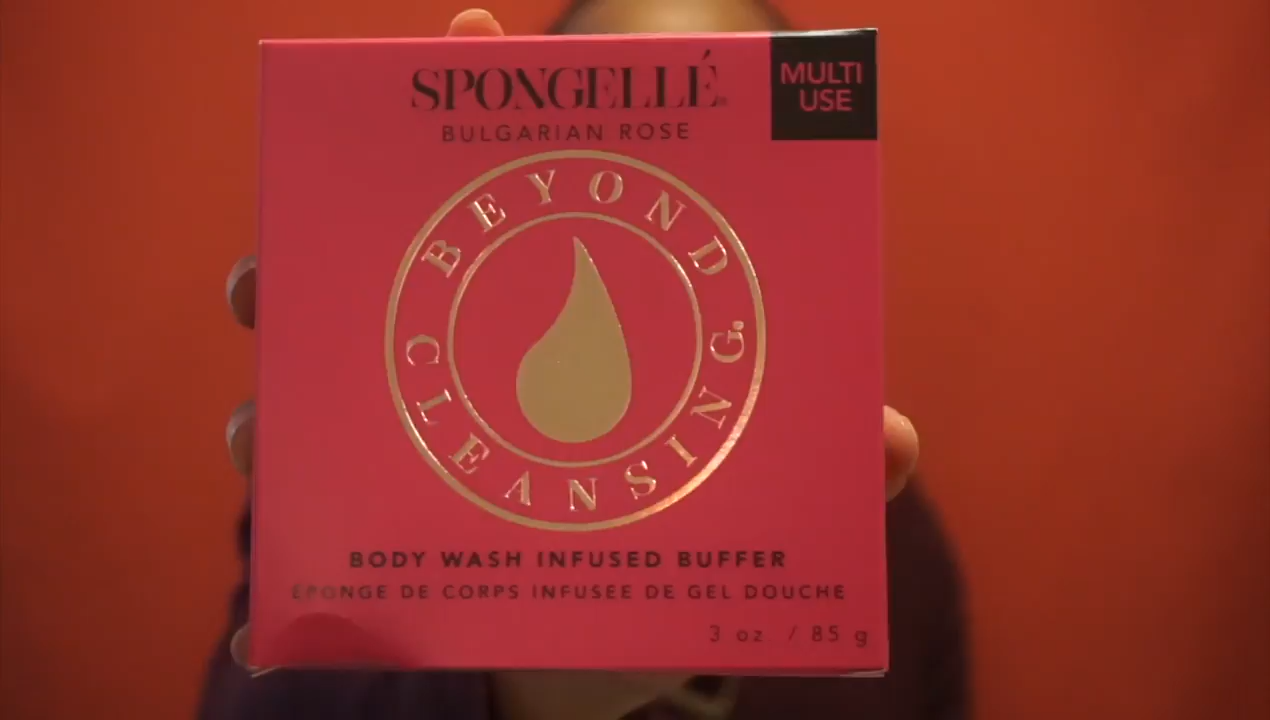 SPONGELLÉ
BULGARIAN ROSE
MULTI
USE
BEYOND
CLEANSING.
BODY WASH INFUSED BUFFER
ÉPONGE DE CORPS INFUSEE DE GEL DOUCHE
3 oz / 85 g